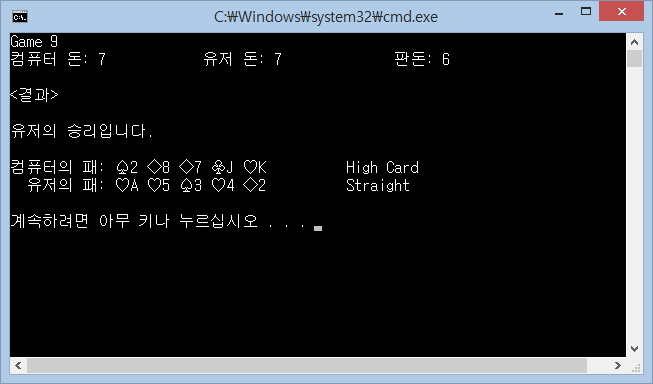 C:\Windows\system32\cmd.exe
Game 9
컴퓨터 돈: 7 유저 돈: 7 판돈: 6
<결과>
유저의 승리입니다.
컴퓨터의 패: ♤2 ◇8 ◇7 ♧J ♡K High Card
유저의 패: ♡A ♡5 ♤3 ♡4 ◇2 Straight
계속하려면 아무 키나 누르십시오 . . .